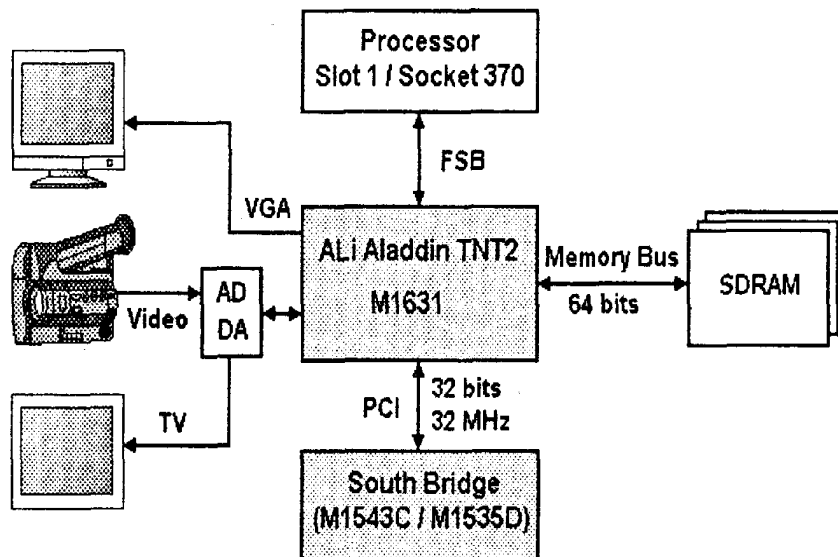 Processor
Slot 1 / Socket 370
FSB
VGA
ALi Aladdin TNT2
M1631
Memory Bus
64 bits
SDRAM
Video
AD
DA
TV
PCI
32 bits
32 MHz
South Bridge
(M1543C / M1535D)